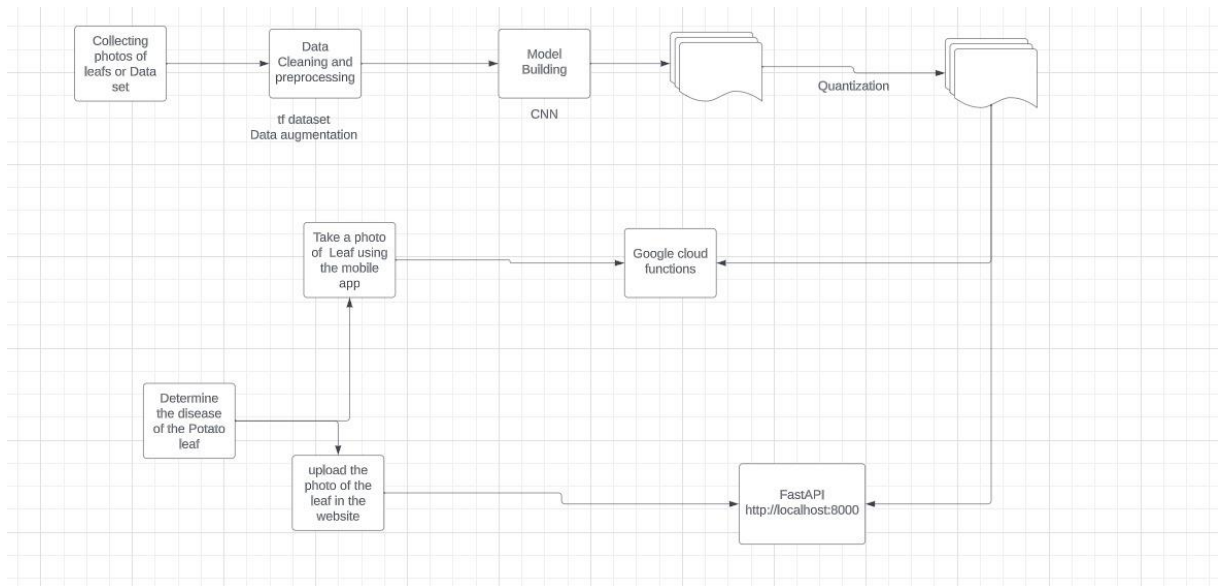 Collecting
photos of
leafs or Data
set
Data
Cleaning and
preprocessing
tf dataset
Data augmentation
Model
Building
CNN
Quantization
Take a photo
of Leaf using
the mobile
app
Google cloud
functions
Determine
the disease
of the Potato
leaf
upload the
photo of the
leaf in the
website
FastAPI
http://localhost:8000